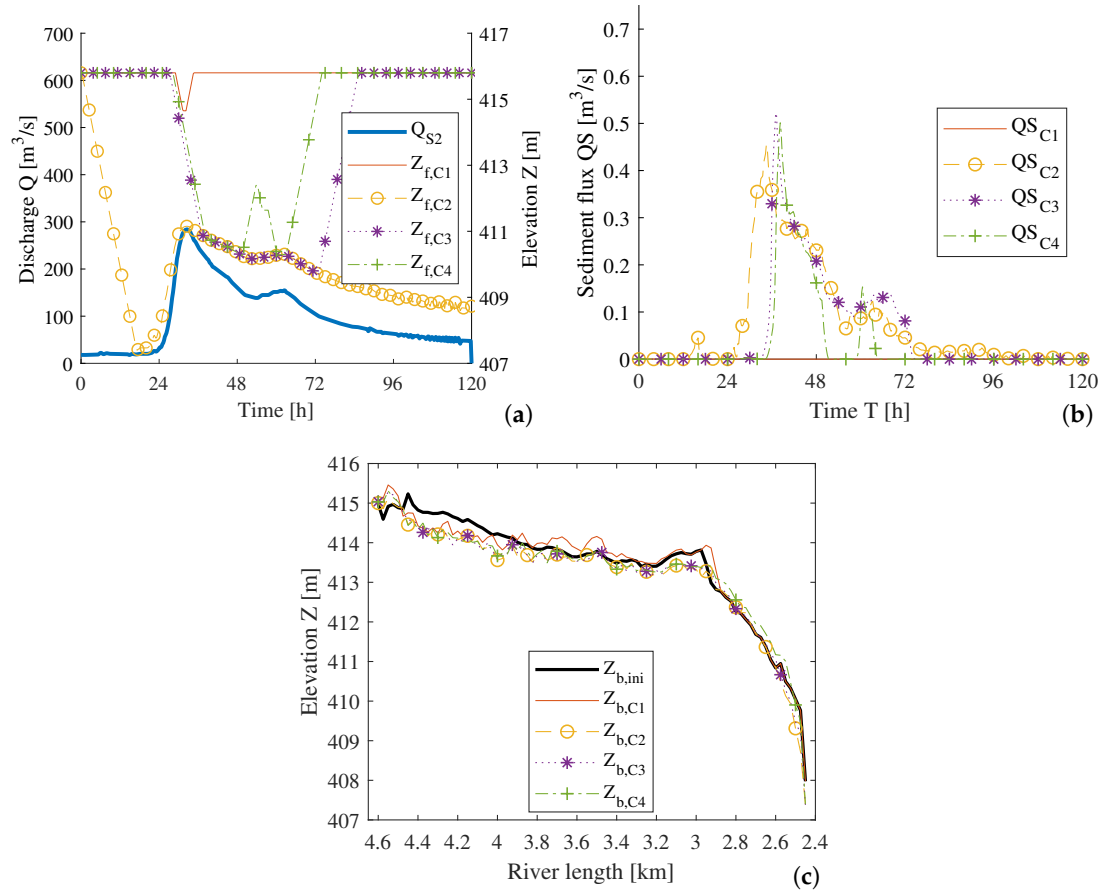 700
600
500
400
300
200
100
0
Discharge Q [m³/s]
417
415
413
411
409
407
Elevation Z [m]
0 24 48 72 96 120
Time [h]
Q_S2
Z_f,C1
Z_f,C2
Z_f,C3
Z_f,C4
(a)
0.7
0.6
0.5
0.4
0.3
0.2
0.1
0
Sediment flux QS [m³/s]
0 24 48 72 96 120
Time T [h]
QS_C1
QS_C2
QS_C3
QS_C4
(b)
416
415
414
413
412
411
410
409
408
407
Elevation Z [m]
4.6 4.4 4.2 4 3.8 3.6 3.4 3.2 3 2.8 2.6 2.4
River length [km]
Z_b,ini
Z_b,C1
Z_b,C2
Z_b,C3
Z_b,C4
(c)